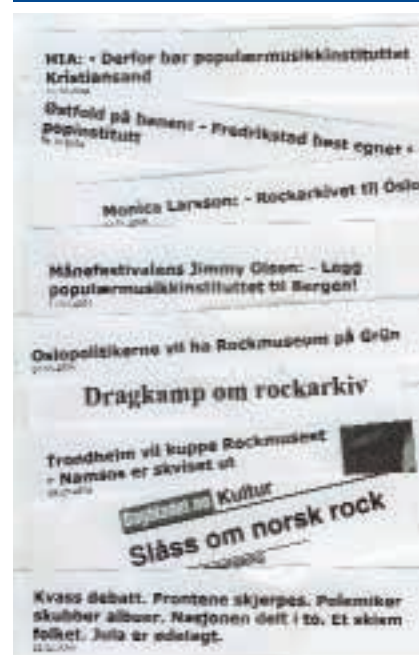 HIA: - Derfor bør populærmusikkinstituttet
Kristiansand
Østfold på banen: - Fredrikstad best egnet
popinstitutt
Monica Larsson: - Rockarkivet til Oslo
Månefestivalens Jimmy Olsen: - Legg
populærmusikkinstituttet til Bergen!
Oslopolitikerne vil ha Rockmuseum på Grün
Dragkamp om rockarkiv
Trondheim vil kuppe Rockmuseet
- Namsos er skviset ut
Kultur
Slåss om norsk rock
Kvass debatt. Frontene skjerpes. Polemiker
skubber albuer. Nasjonen delt i to. Et skism
folket. Jula er ødelagt.